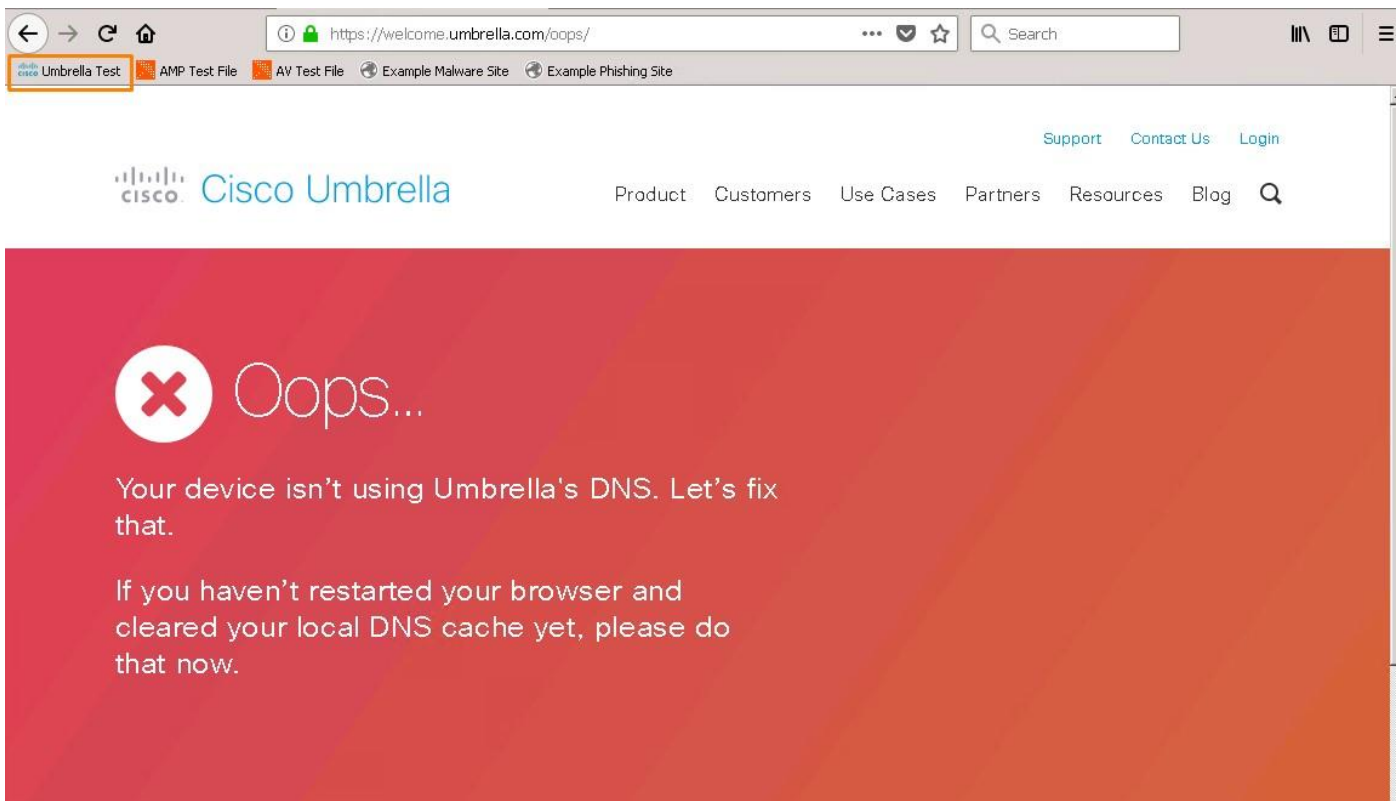 https://welcome.umbrella.com/oops/
Search
Umbrella Test AMP Test File AV Test File Example Malware Site Example Phishing Site
Support Contact Us Login
cisco Cisco Umbrella
Product Customers Use Cases Partners Resources Blog
Oops...
Your device isn't using Umbrella's DNS. Let's fix
that.
If you haven't restarted your browser and
cleared your local DNS cache yet, please do
that now.